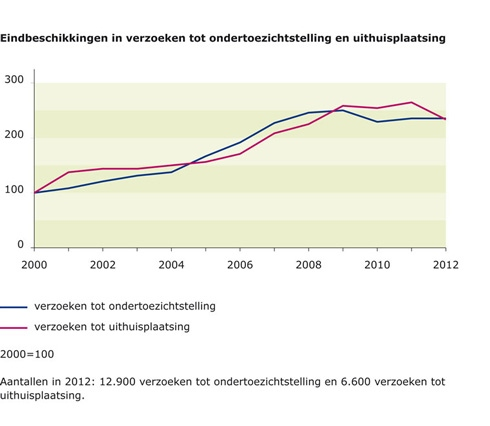 Eindbeschikkingen in verzoeken tot ondertoezichtstelling en uithuisplaatsing
300
200
100
0
2000 2002 2004 2006 2008 2010 2012
verzoeken tot ondertoezichtstelling
verzoeken tot uithuisplaatsing
2000=100
Aantallen in 2012: 12.900 verzoeken tot ondertoezichtstelling en 6.600 verzoeken tot
uithuisplaatsing.